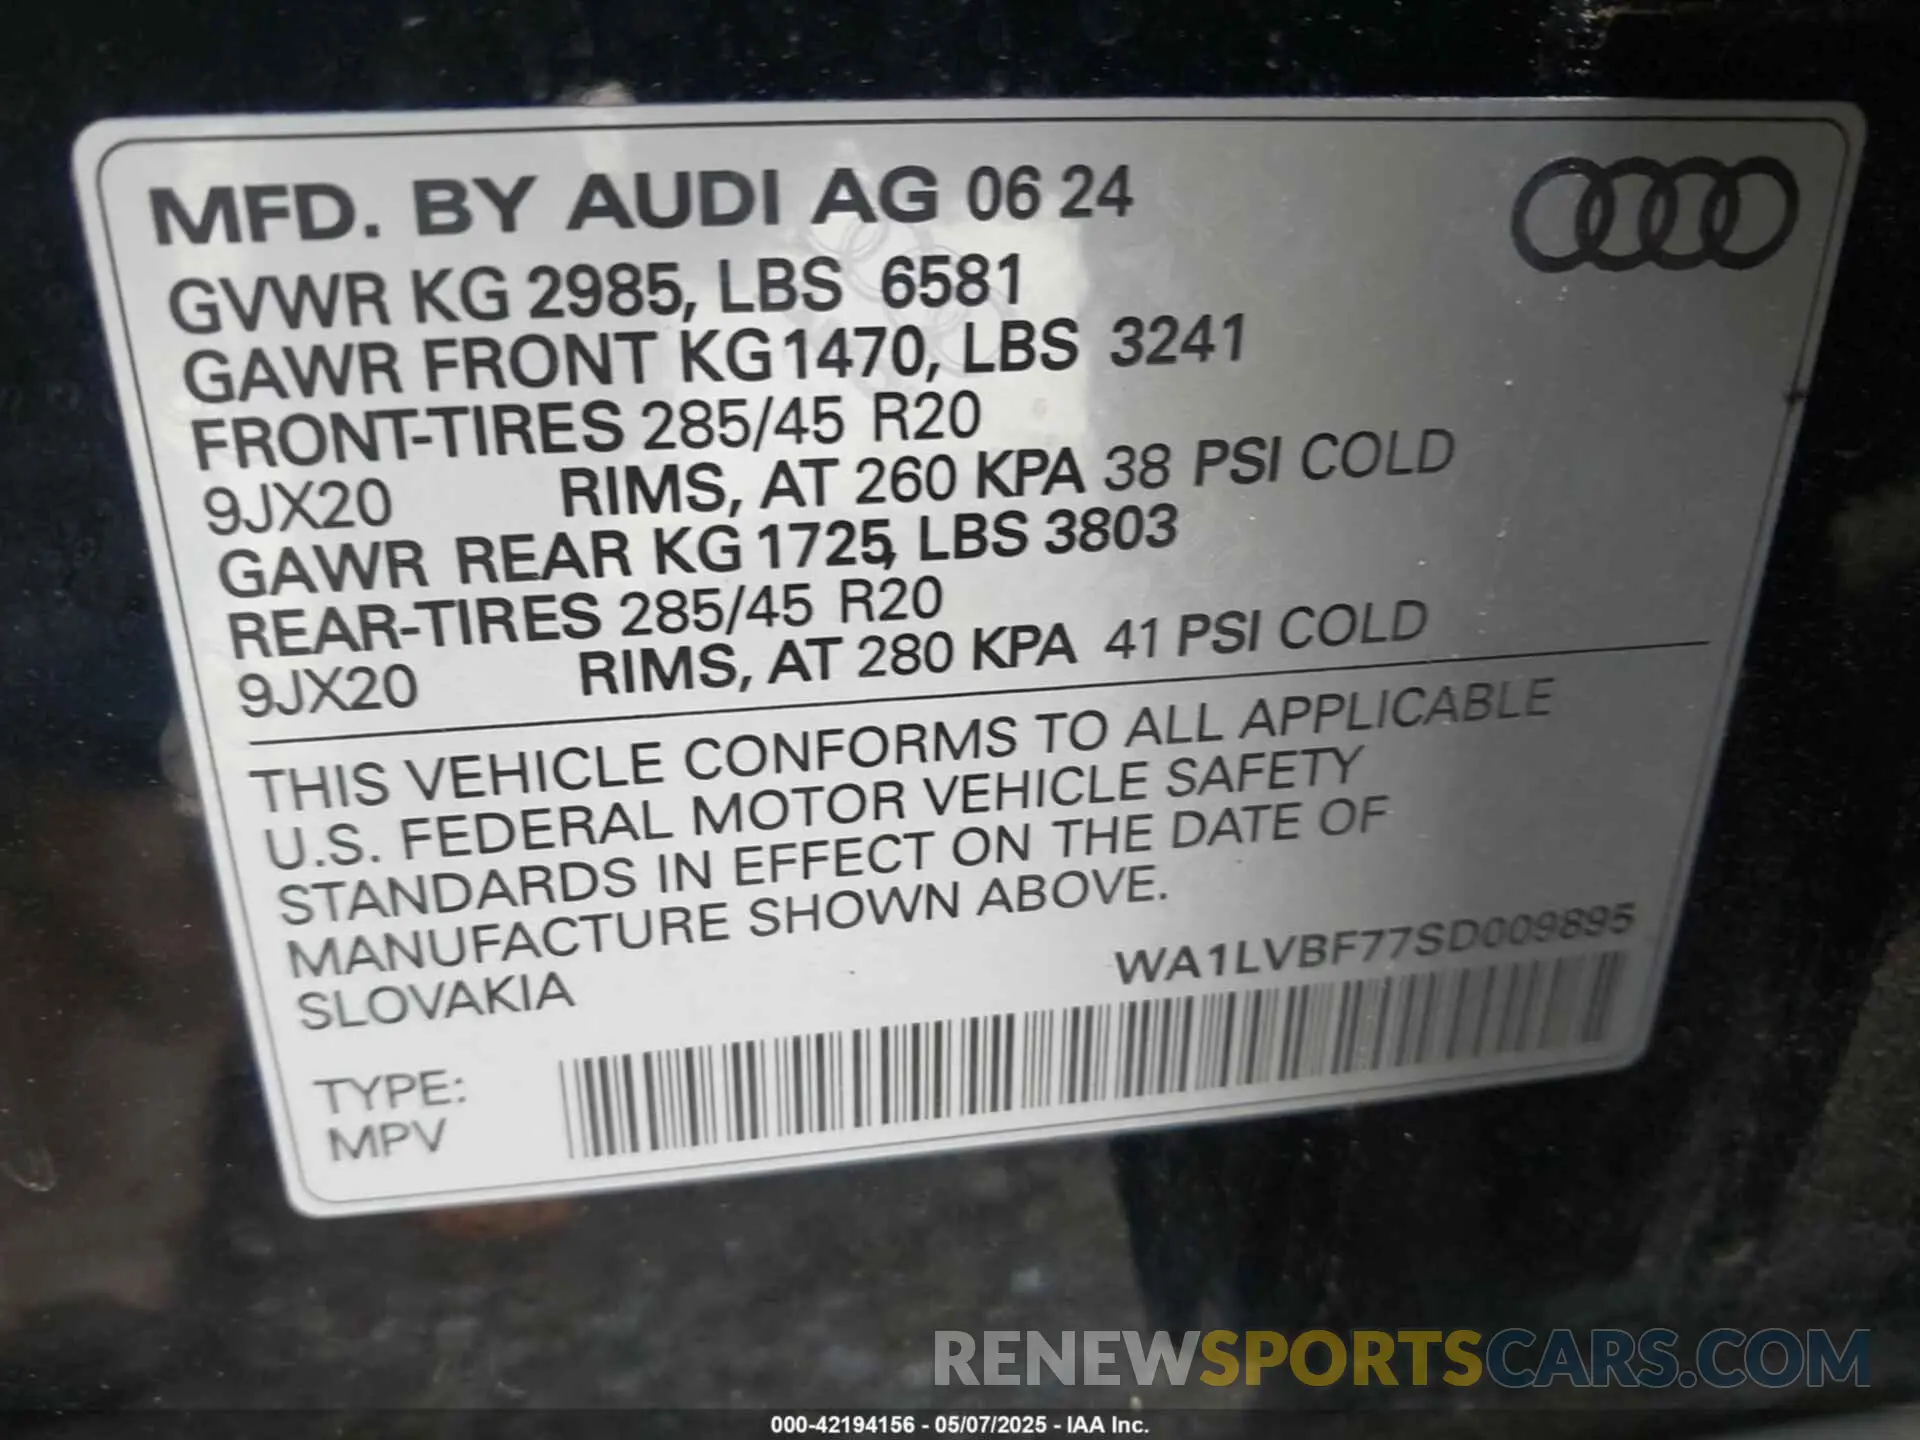 MFD. BY AUDI AG 06 24
GVWR KG 2985, LBS 6581
GAWR FRONT KG 1470, LBS 3241
FRONT-TIRES 285/45 R20
9JX20 RIMS, AT 260 KPA 38 PSI COLD
GAWR REAR KG 1725, LBS 3803
REAR-TIRES 285/45 R20
9JX20 RIMS, AT 280 KPA 41 PSI COLD
THIS VEHICLE CONFORMS TO ALL APPLICABLE
U.S. FEDERAL MOTOR VEHICLE SAFETY
STANDARDS IN EFFECT ON THE DATE OF
MANUFACTURE SHOWN ABOVE.
SLOVAKIA WA1LVBF77SD009895
TYPE:
MPV
RENEWSPORTSCARS.COM
000-42194156 - 05/07/2025 - IAA Inc.